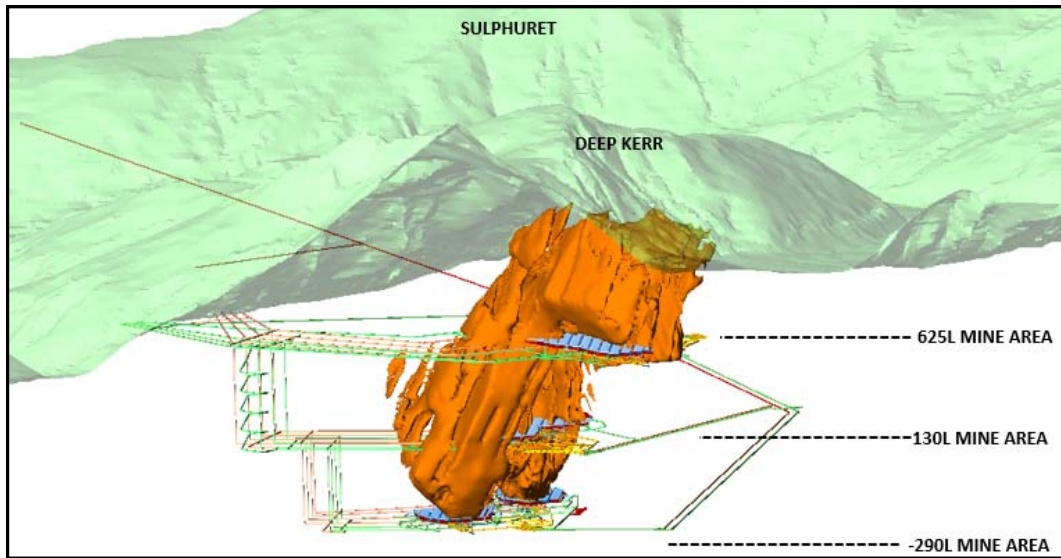 SULPHURET
DEEP KERR
625L MINE AREA
130L MINE AREA
-290L MINE AREA